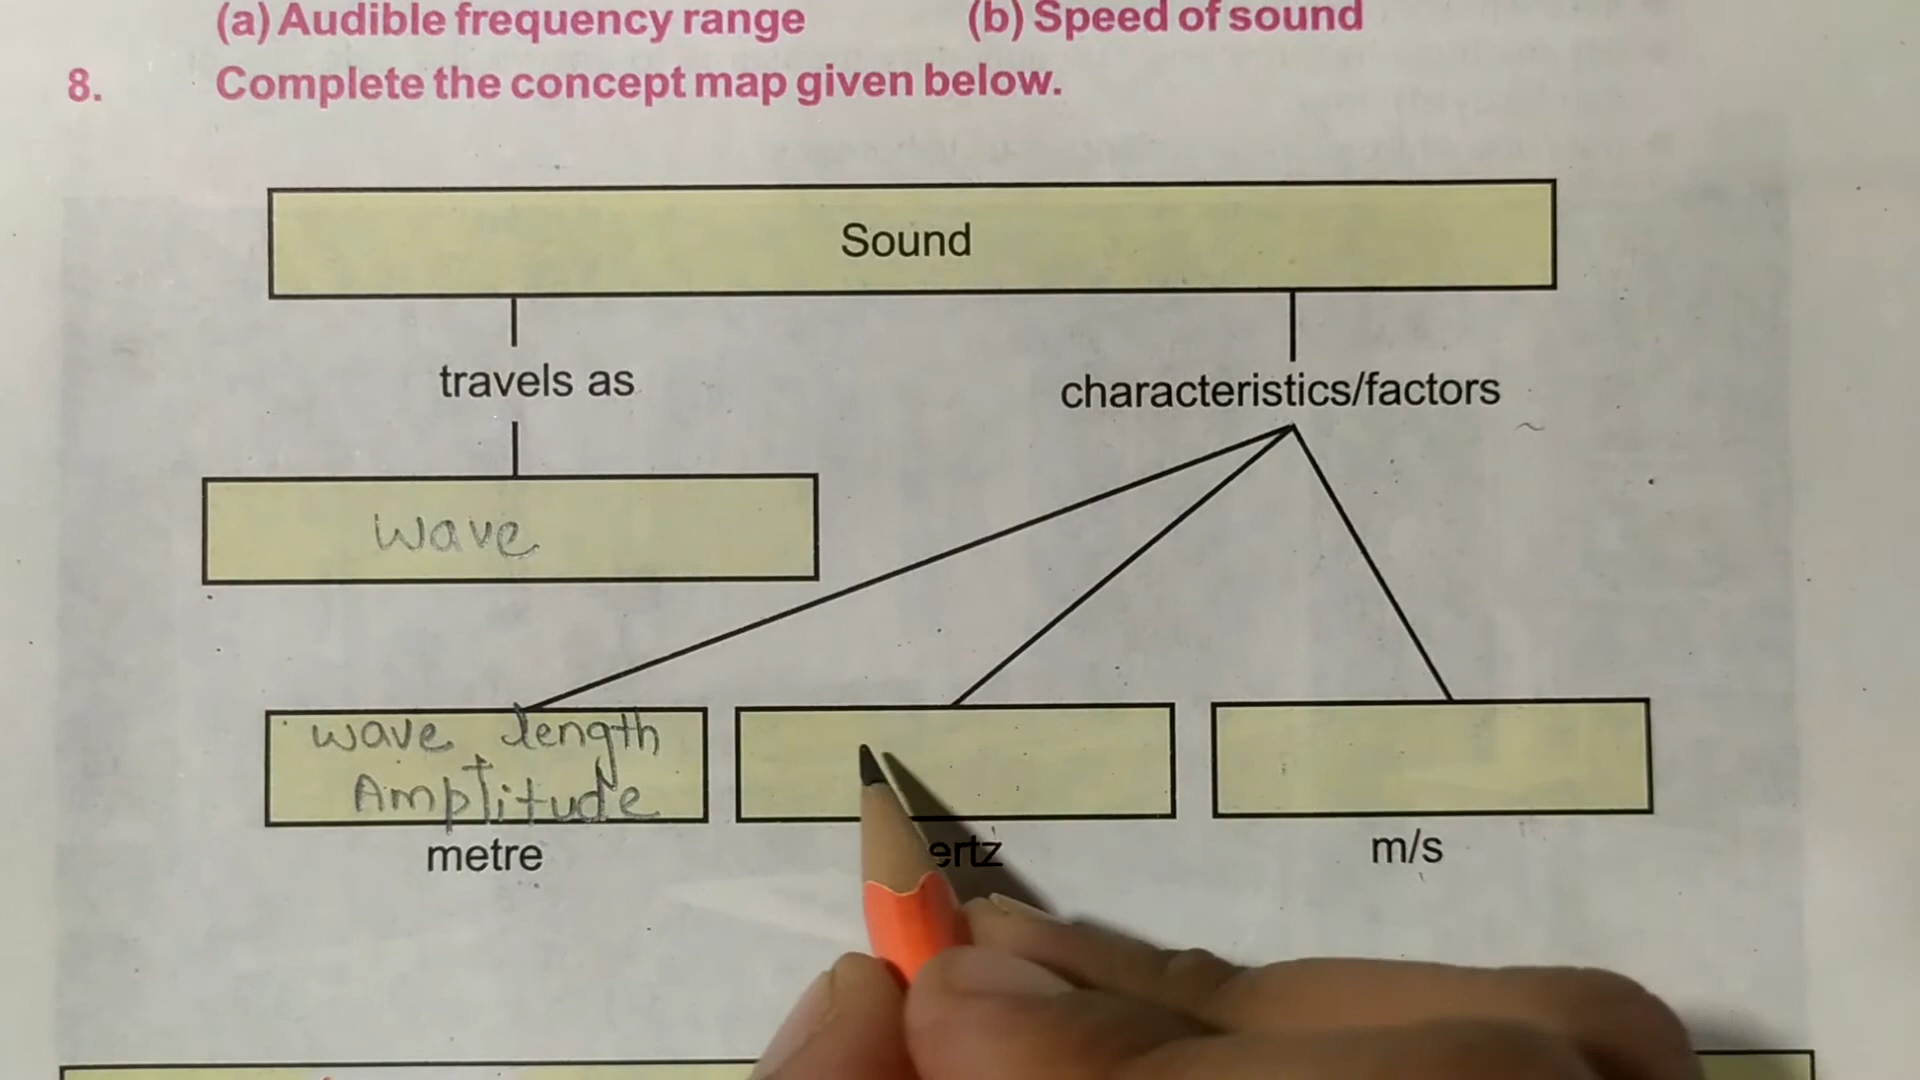 (a) Audible frequency range (b) Speed of sound
8. Complete the concept map given below.
Sound
travels as
characteristics/factors
wave
wave length
Amplitude
metre
ertz
m/s